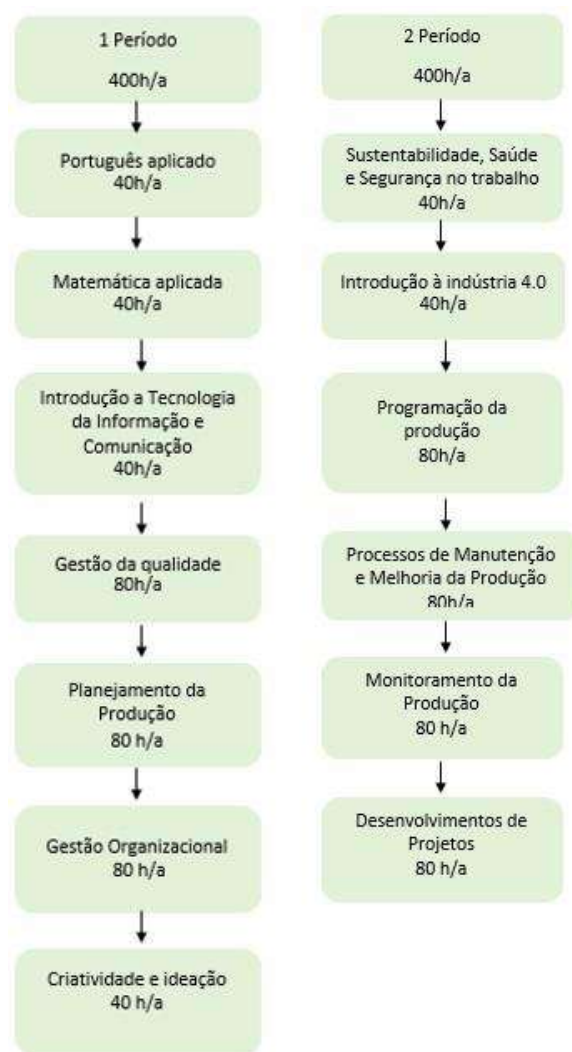 1 Período
400h/a
Português aplicado
40h/a
Matemática aplicada
40h/a
Introdução a Tecnologia
da Informação e
Comunicação
40h/a
Gestão da qualidade
80h/a
Planejamento da
Produção
80 h/a
Gestão Organizacional
80 h/a
Criatividade e ideação
40 h/a
2 Período
400h/a
Sustentabilidade, Saúde
e Segurança no trabalho
40h/a
Introdução à indústria 4.0
40h/a
Programação da
produção
80h/a
Processos de Manutenção
e Melhoria da Produção
80h/a
Monitoramento da
Produção
80 h/a
Desenvolvimentos de
Projetos
80 h/a